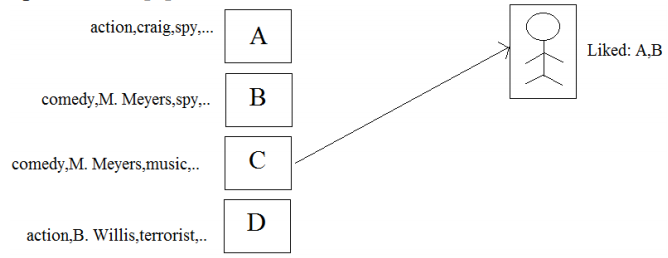 action,craig,spy,...
A
Liked: A,B
comedy,M. Meyers,spy,..
B
comedy,M. Meyers,music,..
C
action,B. Willis,terrorist,..
D